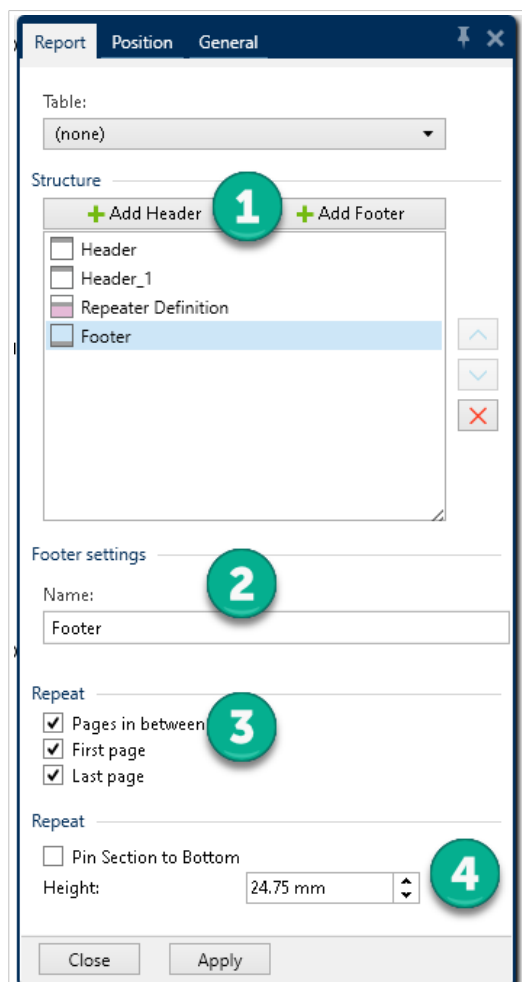 Report Position General
Table:
(none)
Structure
Add Header 1 Add Footer
Header
Header_1
Repeater Definition
Footer
Footer settings
2
Name:
Footer
Repeat
Pages in between 3
First page
Last page
Repeat
Pin Section to Bottom
Height: 24.75 mm 4
Close Apply